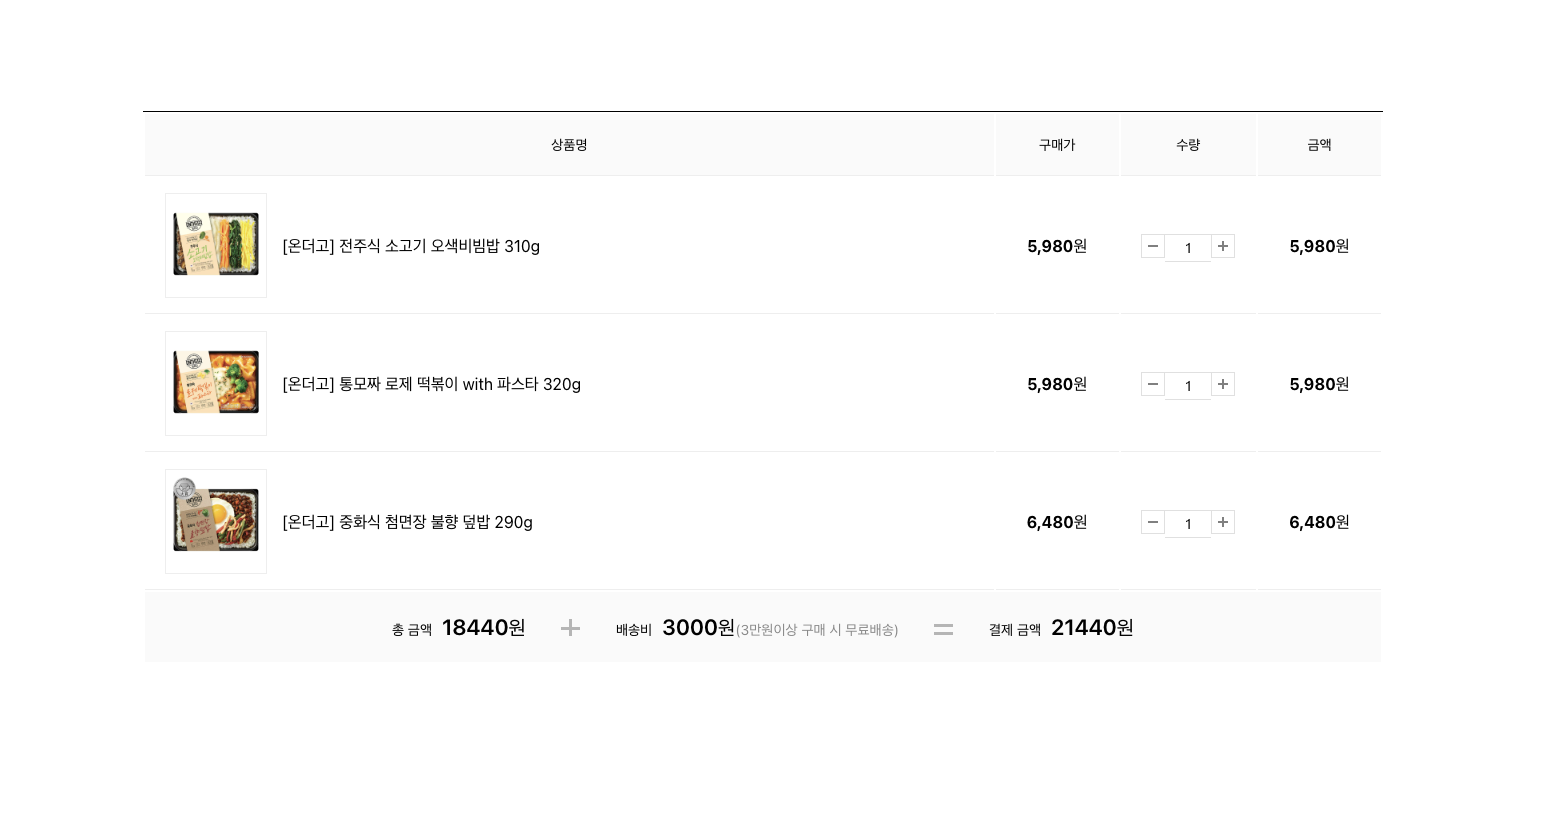 상품명 구매가 수량 금액
[온더고] 전주식 소고기 오색비빔밥 310g 5,980원 1 5,980원
[온더고] 통모짜 로제 떡볶이 with 파스타 320g 5,980원 1 5,980원
[온더고] 중화식 첨면장 불향 덮밥 290g 6,480원 1 6,480원
총 금액 18440원 + 배송비 3000원(3만원이상 구매 시 무료배송) = 결제 금액 21440원